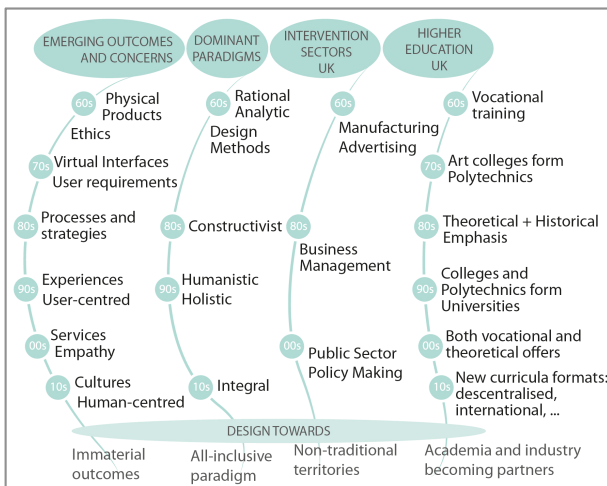 EMERGING OUTCOMES
AND CONCERNS
60s
Physical
Products
Ethics
70s
Virtual Interfaces
User requirements
80s
Processes and
strategies
90s
Experiences
User-centred
00s
Services
Empathy
10s
Cultures
Human-centred
DOMINANT
PARADIGMS
60s
Rational
Analytic
Design
Methods
80s
Constructivist
90s
Humanistic
Holistic
10s
Integral
INTERVENTION
SECTORS
UK
60s
Manufacturing
Advertising
80s
Business
Management
00s
Public Sector
Policy Making
HIGHER
EDUCATION
UK
60s
Vocational
training
70s
Art colleges form
Polytechnics
80s
Theoretical + Historical
Emphasis
90s
Colleges and
Polytechnics form
Universities
00s
Both vocational and
theoretical offers
10s
New curricula formats:
descentralised,
international, ...
DESIGN TOWARDS
Immaterial
outcomes
All-inclusive
paradigm
Non-traditional
territories
Academia and industry
becoming partners